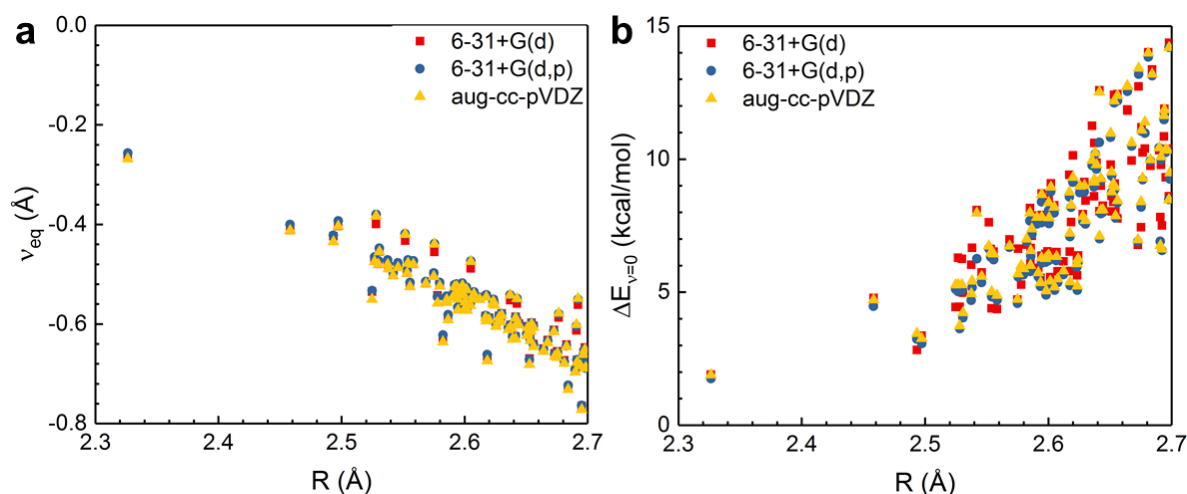 a
0.0
-0.2
-0.4
-0.6
-0.8
2.3 2.4 2.5 2.6 2.7
ν_eq (Å)
R (Å)
6-31+G(d)
6-31+G(d,p)
aug-cc-pVDZ
b
15
10
5
0
2.3 2.4 2.5 2.6 2.7
ΔE_ν=0 (kcal/mol)
R (Å)
6-31+G(d)
6-31+G(d,p)
aug-cc-pVDZ